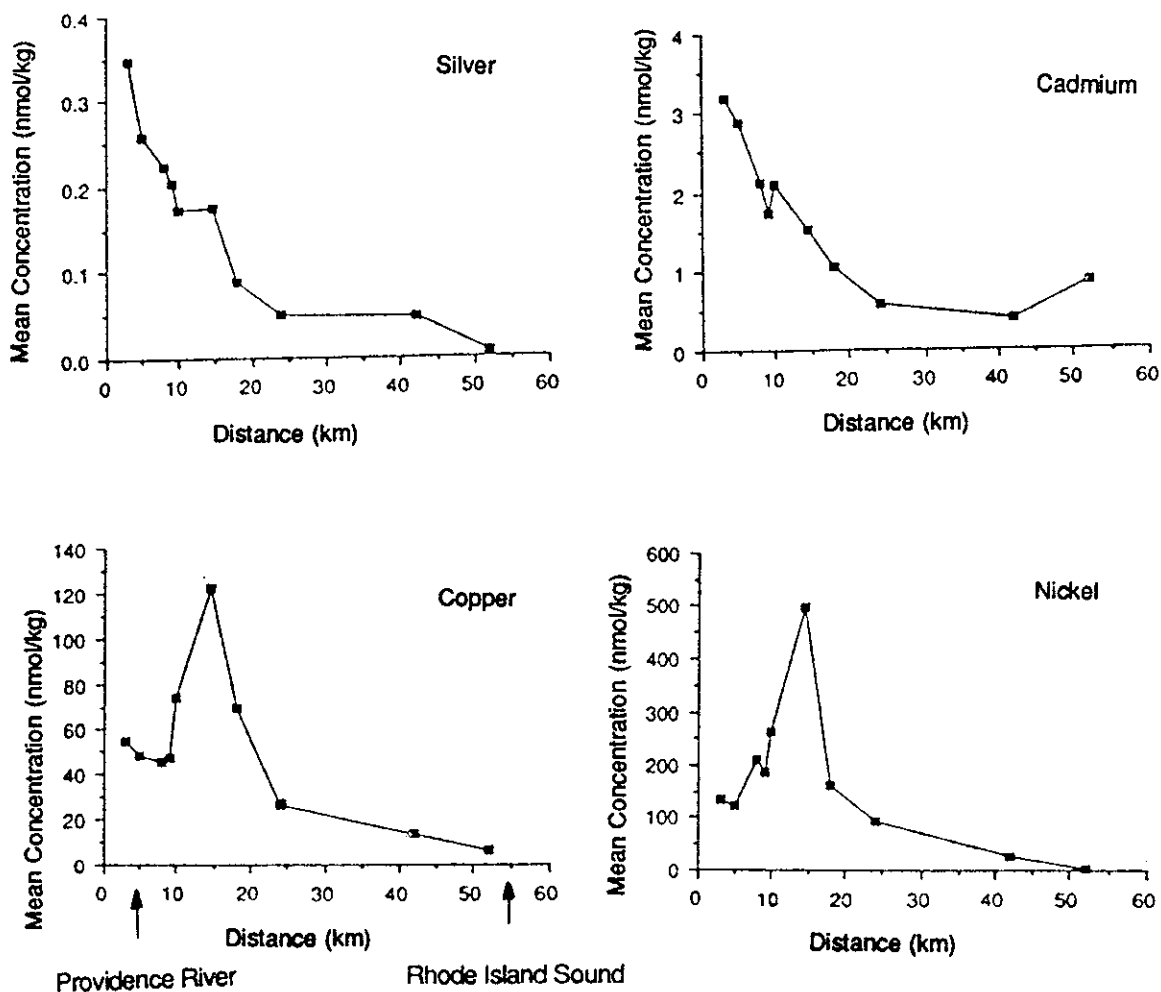 Silver
Mean Concentration (nmol/kg)
0.4
0.3
0.2
0.1
0.0
0 10 20 30 40 50 60
Distance (km)
Cadmium
Mean Concentration (nmol/kg)
4
3
2
1
0
0 10 20 30 40 50 60
Distance (km)
Copper
Mean Concentration (nmol/kg)
140
120
100
80
60
40
20
0
0 10 20 30 40 50 60
Distance (km)
Providence River
Rhode Island Sound
Nickel
Mean Concentration (nmol/kg)
600
500
400
300
200
100
0
0 10 20 30 40 50 60
Distance (km)